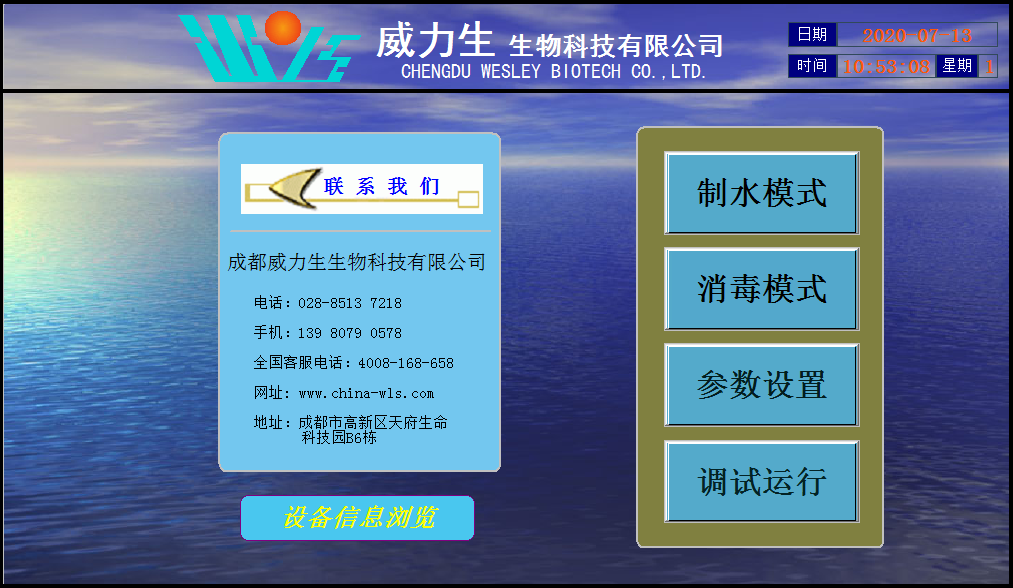 威力生 生物科技有限公司
CHENGDU WESLEY BIOTECH CO.,LTD.
日期 2020-07-13
时间 10:53:08 星期 1
联系我们
成都威力生生物科技有限公司
电话：028-8513 7218
手机：139 8079 0578
全国客服电话：4008-168-658
网址：www.china-wls.com
地址：成都市高新区天府生命
科技园B6栋
设备信息浏览
制水模式
消毒模式
参数设置
调试运行